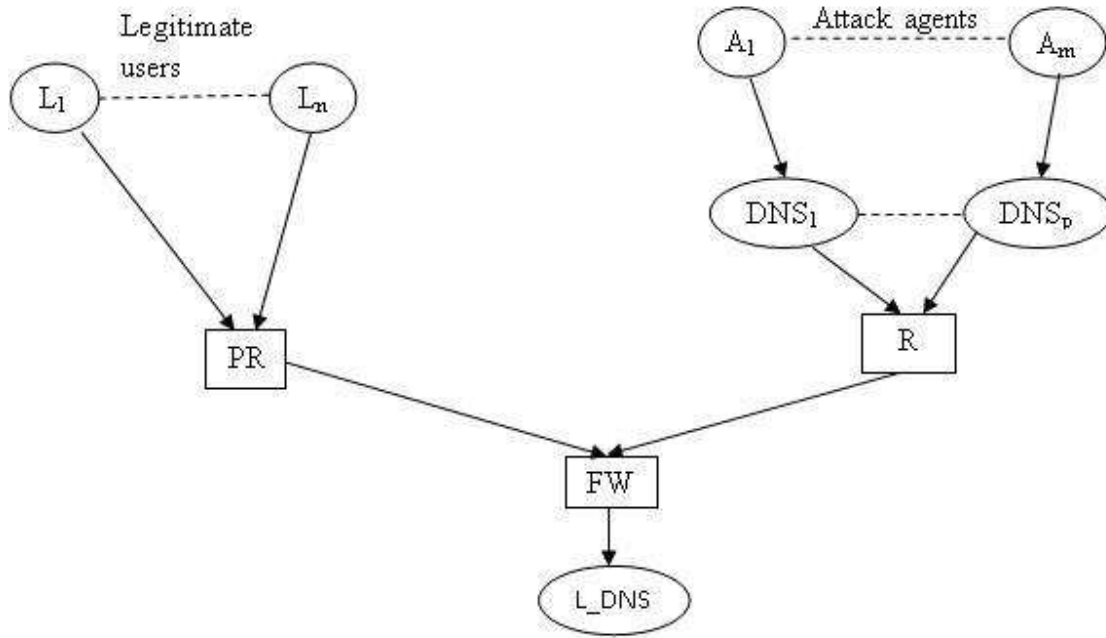 Legitimate
users
Attack agents
L₁
Lₙ
A₁
Aₘ
DNS₁
DNSₚ
PR
R
FW
L_DNS